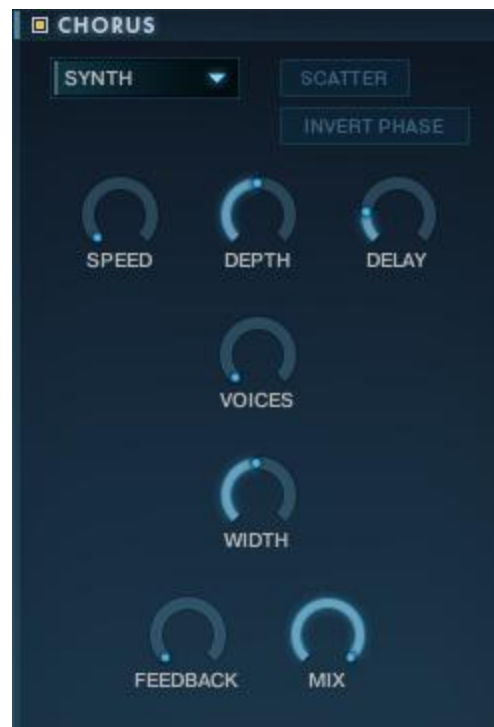 CHORUS
SYNTH
SCATTER
INVERT PHASE
SPEED DEPTH DELAY
VOICES
WIDTH
FEEDBACK MIX